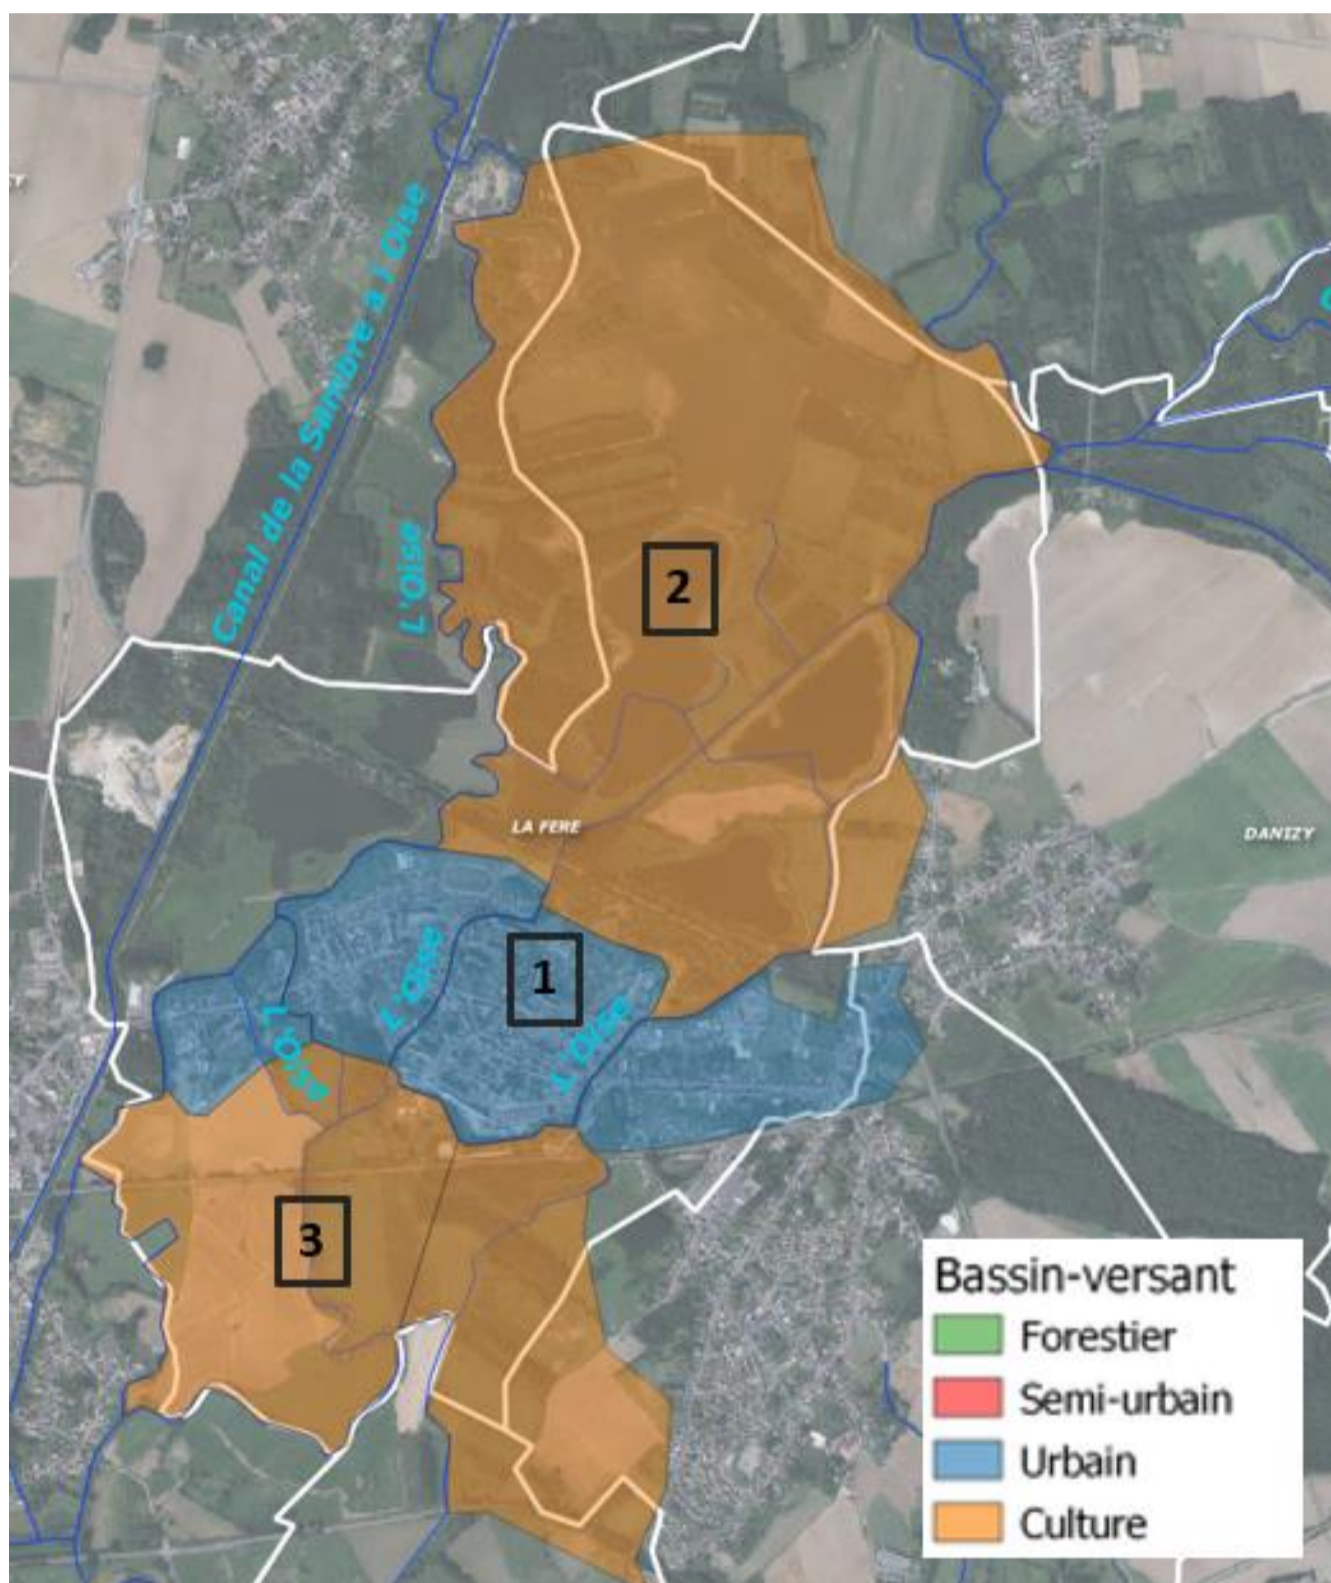 Canal de la Sambre à l'Oise
L'Oise
2
LA FERE
DANIZY
L'Oise
1
L'Oise
L'Oise
3
Bassin-versant
Forestier
Semi-urbain
Urbain
Culture